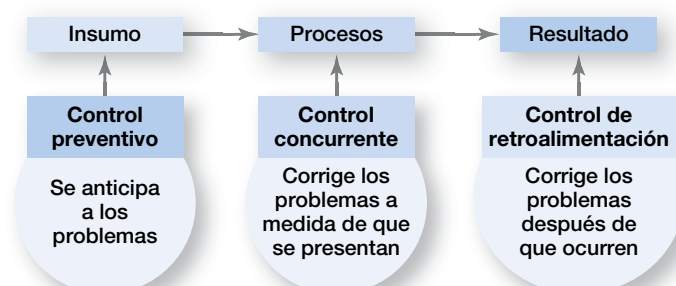 Insumo
Procesos
Resultado
Control
preventivo
Se anticipa
a los
problemas
Control
concurrente
Corrige los
problemas a
medida de que
se presentan
Control de
retroalimentación
Corrige los
problemas
después de
que ocurren